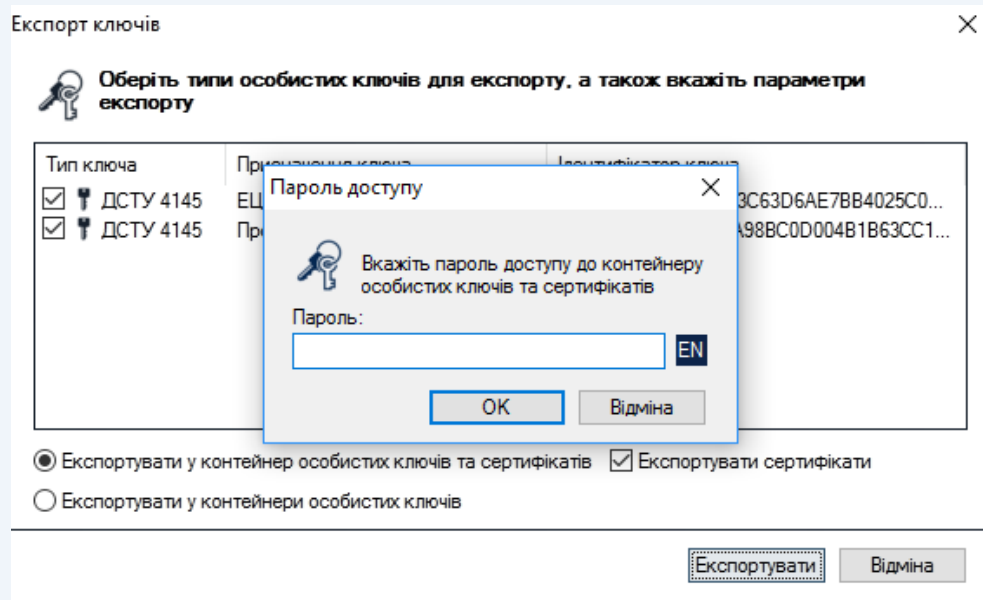 Експорт ключів
Оберіть типи особистих ключів для експорту, а також вкажіть параметри
експорту
Тип ключа
ДСТУ 4145 ЕЦ 3C63D6AE7BB4025C0...
ДСТУ 4145 A98BC0D004B1B63CC1...
Пароль доступу
Вкажіть пароль доступу до контейнеру
особистих ключів та сертифікатів
Пароль:
EN
OK Відміна
Експортувати у контейнер особистих ключів та сертифікатів Експортувати сертифікати
Експортувати у контейнери особистих ключів
Експортувати Відміна